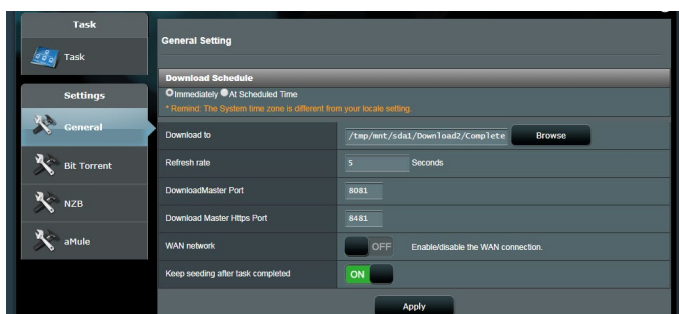 Task
Task
Settings
General
Bit Torrent
NZB
aMule
General Setting
Download Schedule
Immediately At Scheduled Time
* Remind: The System time zone is different from your locale setting.
Download to /tmp/mnt/sda1/Download2/Complete Browse
Refresh rate 5 Seconds
DownloadMaster Port 8081
Download Master Https Port 8481
WAN network OFF Enable/disable the WAN connection.
Keep seeding after task completed ON
Apply